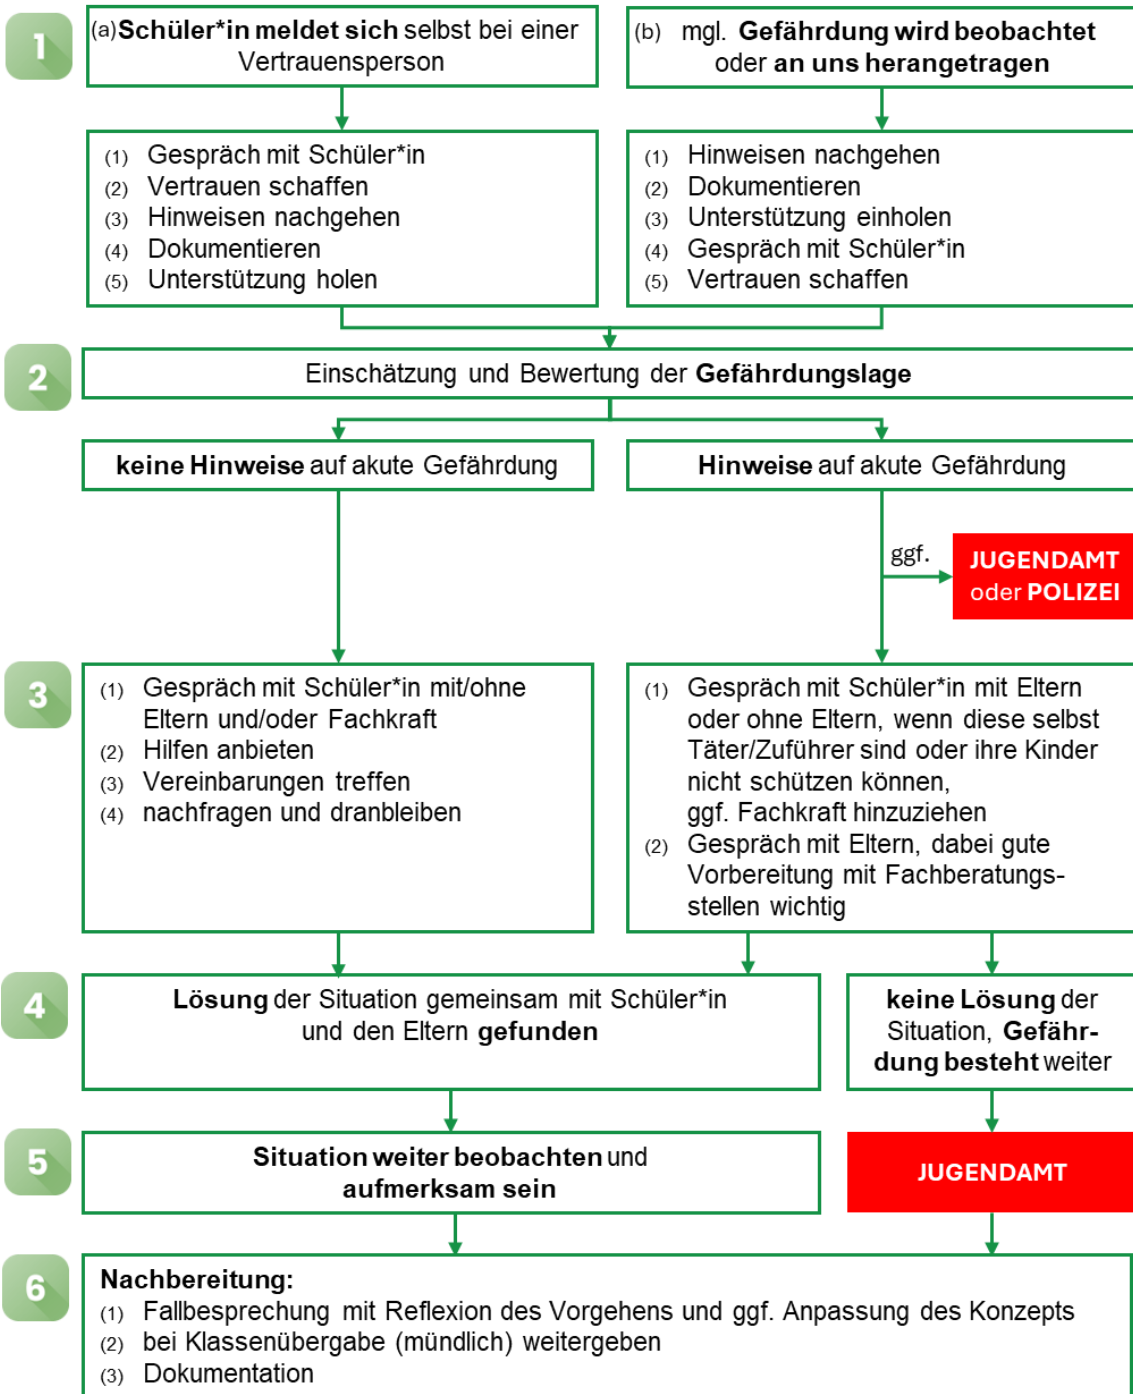 1
(a) Schüler*in meldet sich selbst bei einer
Vertrauensperson
(b) mgl. Gefährdung wird beobachtet
oder an uns herangetragen
(1) Gespräch mit Schüler*in
(2) Vertrauen schaffen
(3) Hinweisen nachgehen
(4) Dokumentieren
(5) Unterstützung holen
(1) Hinweisen nachgehen
(2) Dokumentieren
(3) Unterstützung einholen
(4) Gespräch mit Schüler*in
(5) Vertrauen schaffen
2
Einschätzung und Bewertung der Gefährdungslage
keine Hinweise auf akute Gefährdung
Hinweise auf akute Gefährdung
ggf.
JUGENDAMT
oder POLIZEI
3
(1) Gespräch mit Schüler*in mit/ohne
Eltern und/oder Fachkraft
(2) Hilfen anbieten
(3) Vereinbarungen treffen
(4) nachfragen und dranbleiben
(1) Gespräch mit Schüler*in mit Eltern
oder ohne Eltern, wenn diese selbst
Täter/Zuführer sind oder ihre Kinder
nicht schützen können,
ggf. Fachkraft hinzuziehen
(2) Gespräch mit Eltern, dabei gute
Vorbereitung mit Fachberatungs-
stellen wichtig
4
Lösung der Situation gemeinsam mit Schüler*in
und den Eltern gefunden
keine Lösung der
Situation, Gefähr-
dung besteht weiter
5
Situation weiter beobachten und
aufmerksam sein
JUGENDAMT
6
Nachbereitung:
(1) Fallbesprechung mit Reflexion des Vorgehens und ggf. Anpassung des Konzepts
(2) bei Klassenübergabe (mündlich) weitergeben
(3) Dokumentation